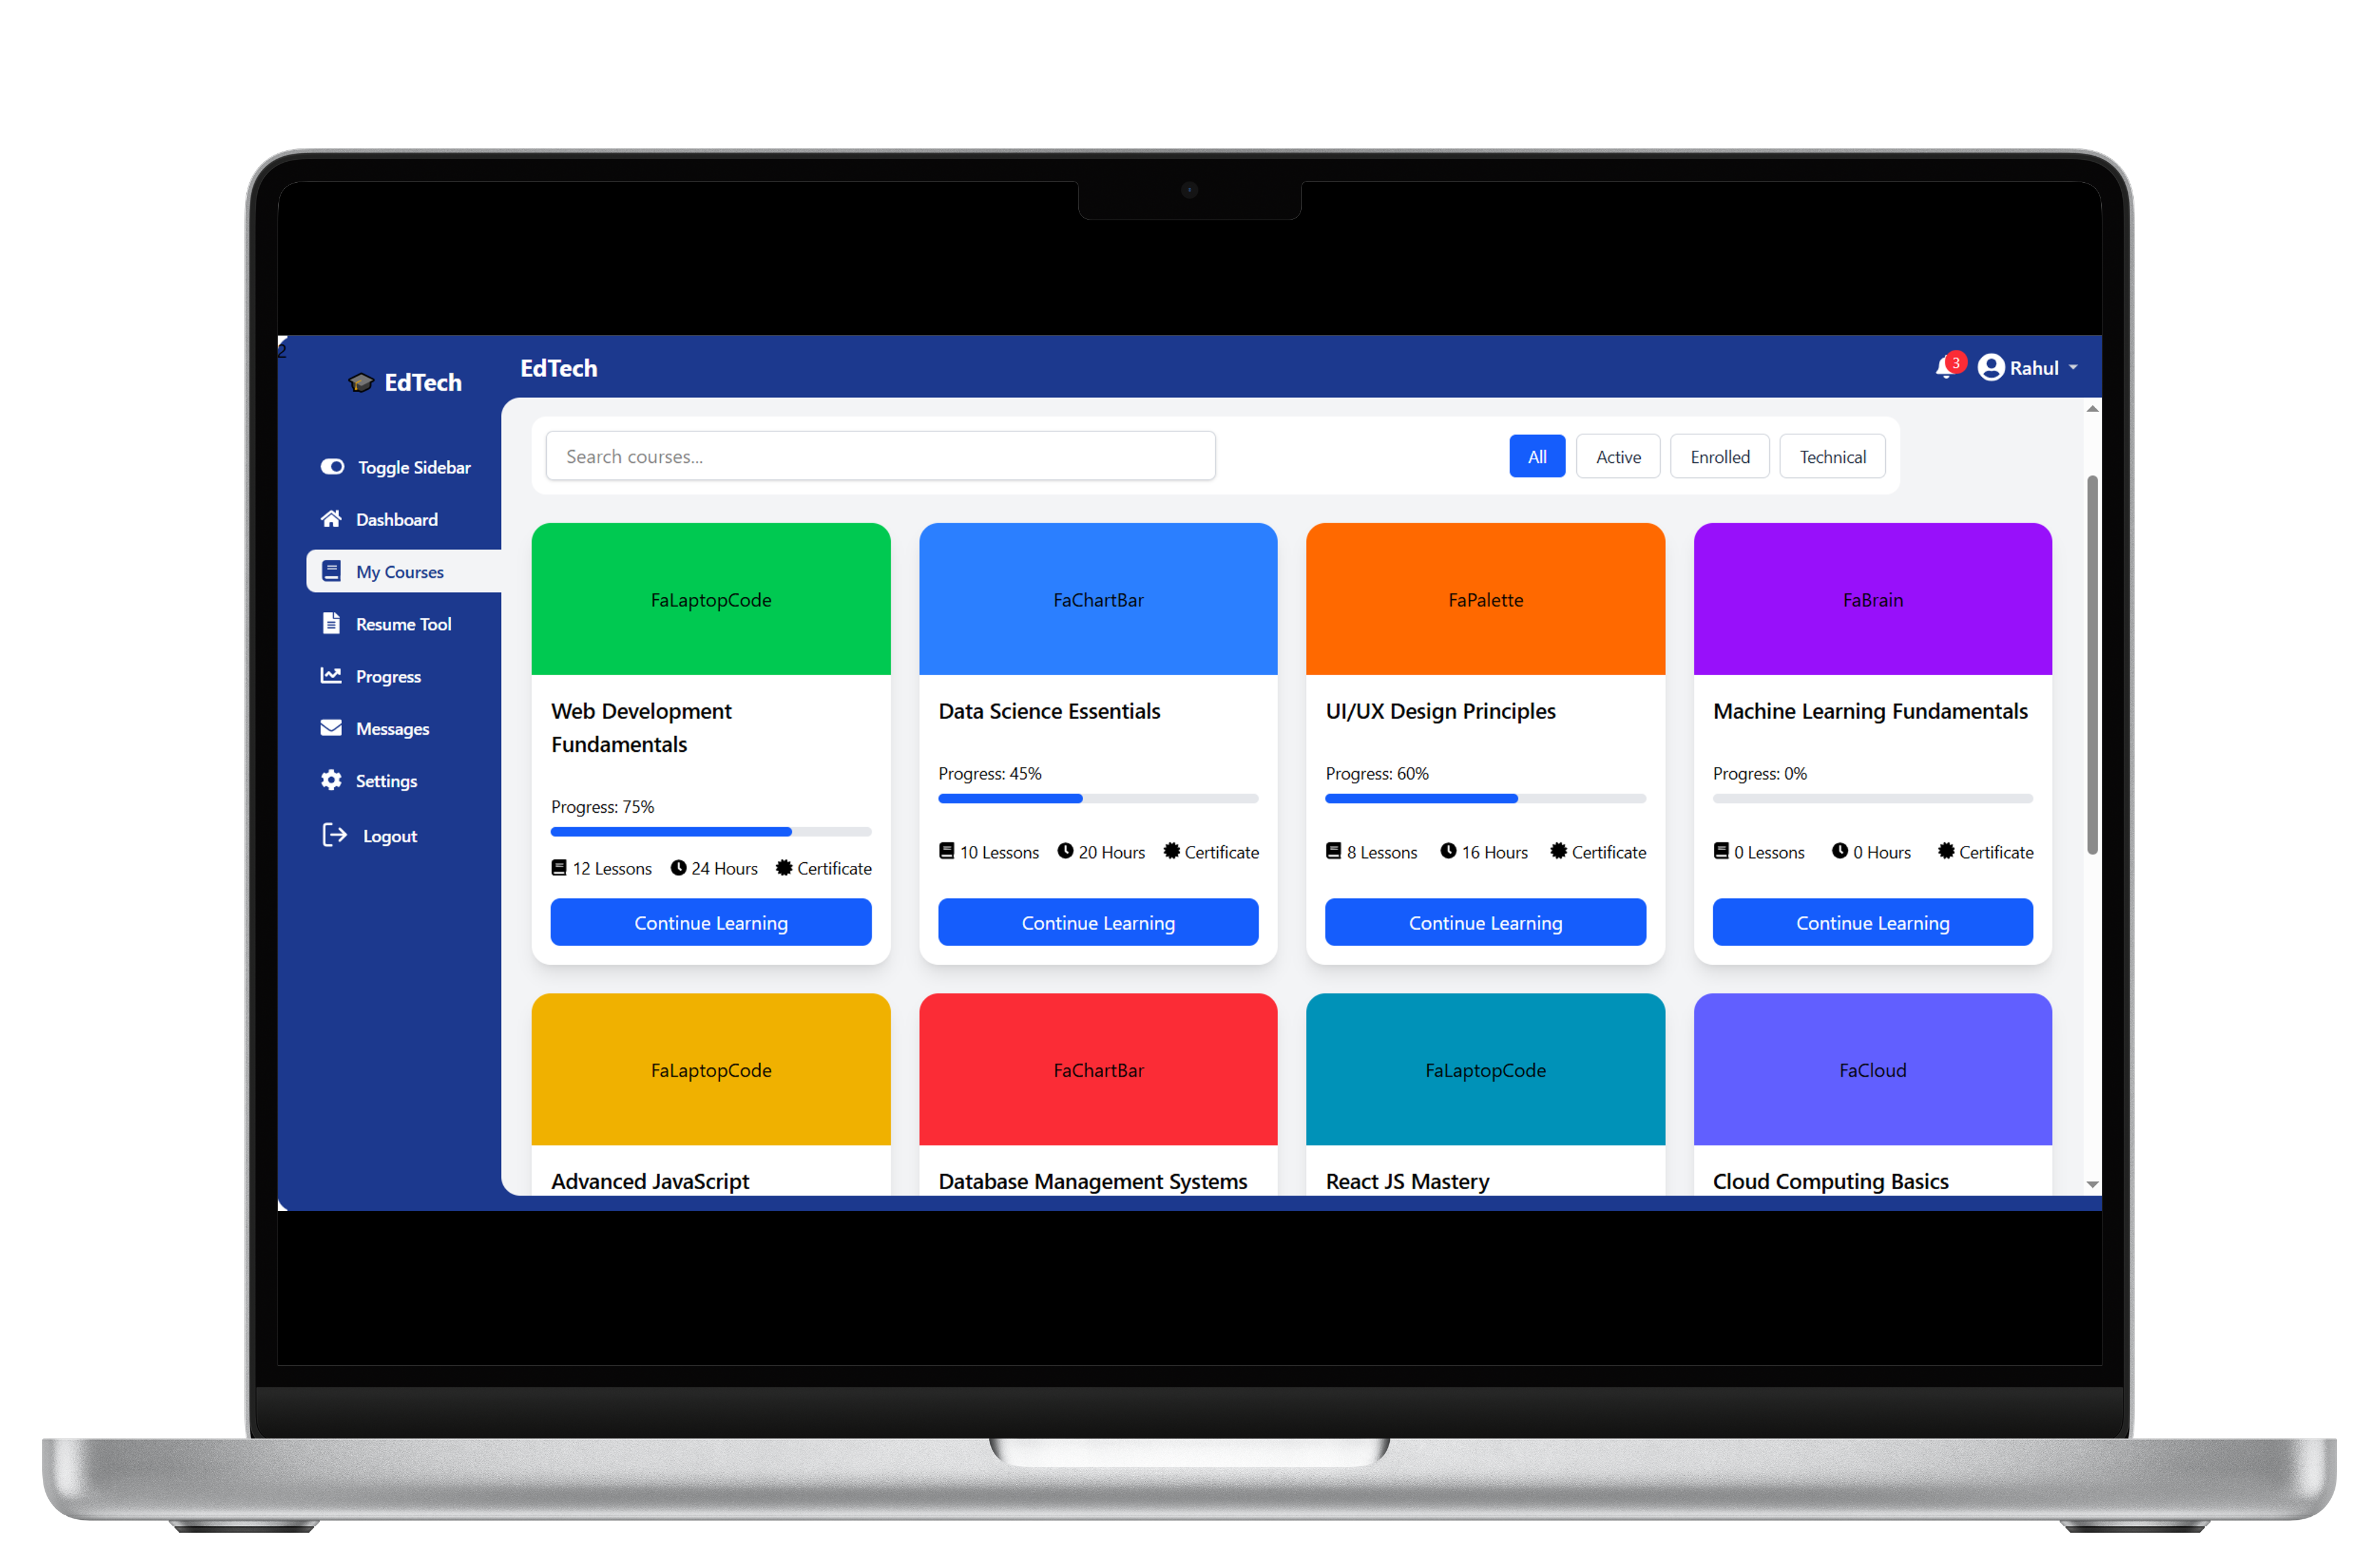 2
🎓 EdTech
Toggle Sidebar
Dashboard
My Courses
Resume Tool
Progress
Messages
Settings
Logout
EdTech
3
Rahul
Search courses...
All
Active
Enrolled
Technical
FaLaptopCode
Web Development
Fundamentals
Progress: 75%
12 Lessons
24 Hours
Certificate
Continue Learning
FaChartBar
Data Science Essentials
Progress: 45%
10 Lessons
20 Hours
Certificate
Continue Learning
FaPalette
UI/UX Design Principles
Progress: 60%
8 Lessons
16 Hours
Certificate
Continue Learning
FaBrain
Machine Learning Fundamentals
Progress: 0%
0 Lessons
0 Hours
Certificate
Continue Learning
FaLaptopCode
Advanced JavaScript
FaChartBar
Database Management Systems
FaLaptopCode
React JS Mastery
FaCloud
Cloud Computing Basics